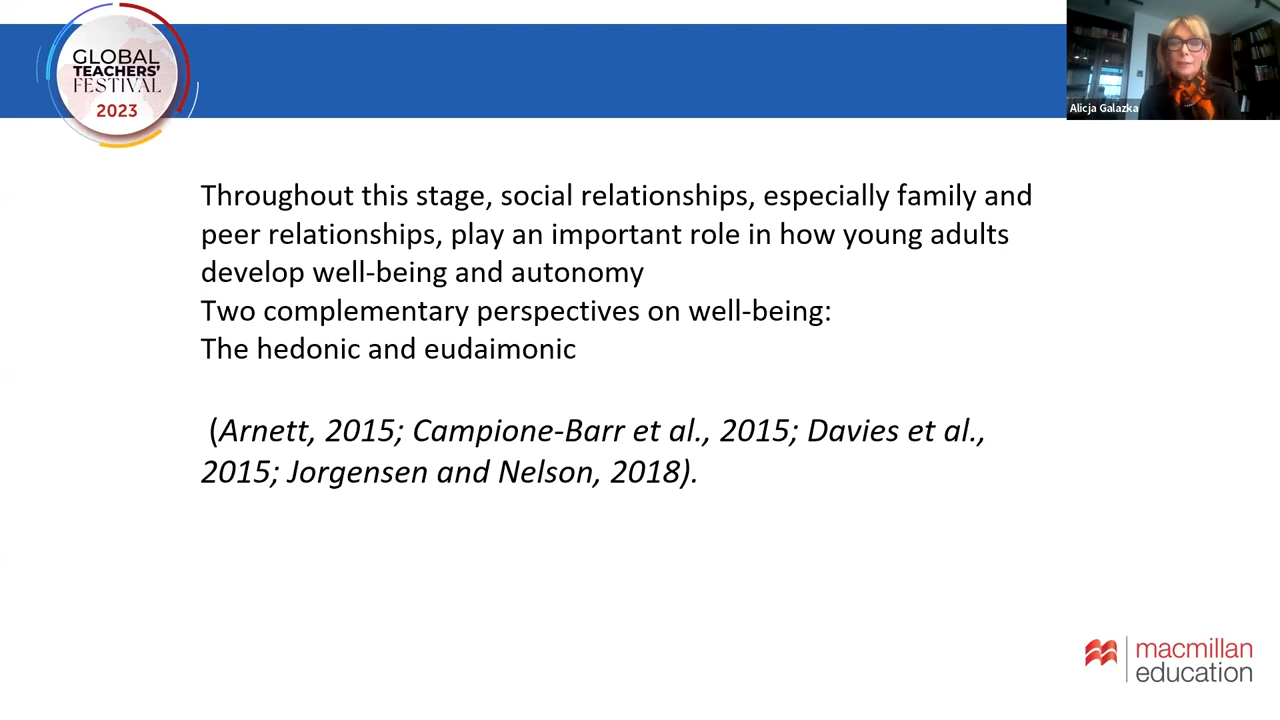 GLOBAL
TEACHERS'
FESTIVAL
2023
Alicja Galazka
Throughout this stage, social relationships, especially family and
peer relationships, play an important role in how young adults
develop well-being and autonomy
Two complementary perspectives on well-being:
The hedonic and eudaimonic
(Arnett, 2015; Campione-Barr et al., 2015; Davies et al.,
2015; Jorgensen and Nelson, 2018).
macmillan
education